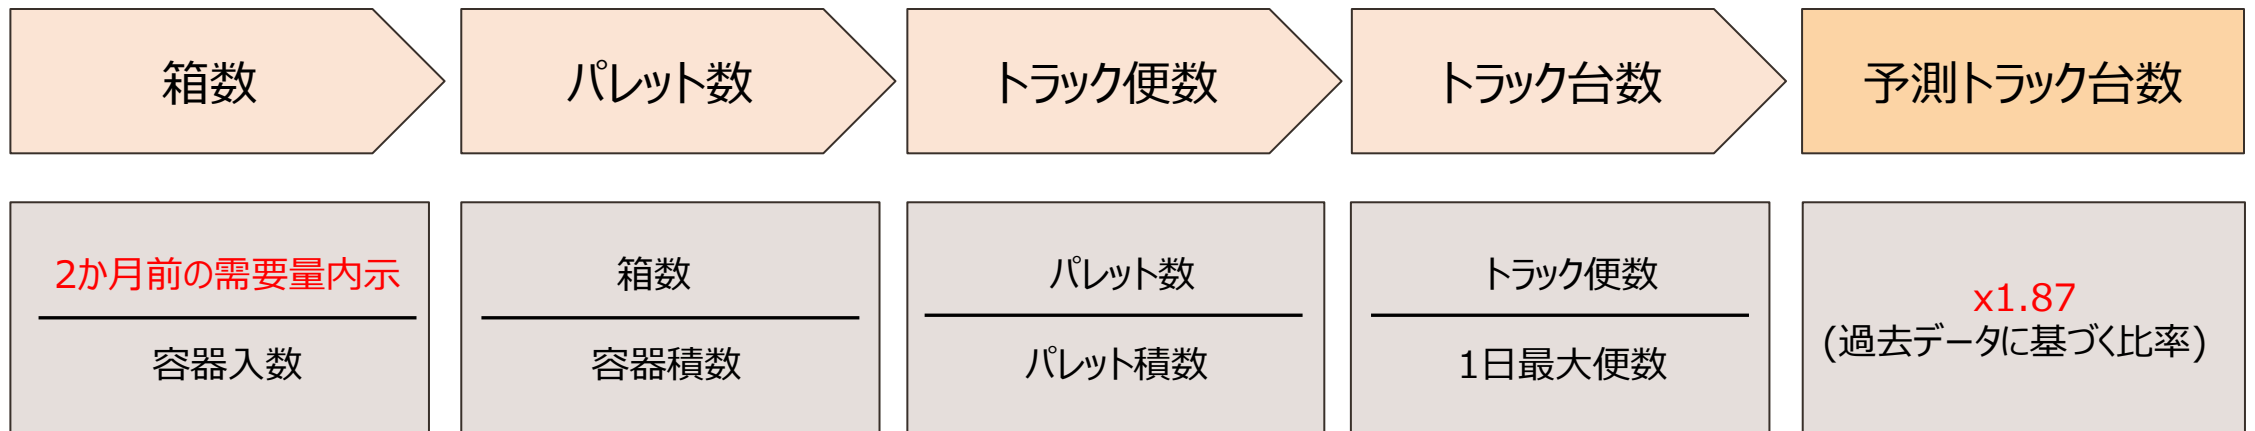 箱数
パレット数
トラック便数
トラック台数
予測トラック台数
2か月前の需要量内示
容器入数
箱数
容器積数
パレット数
パレット積数
トラック便数
1日最大便数
x1.87
(過去データに基づく比率)